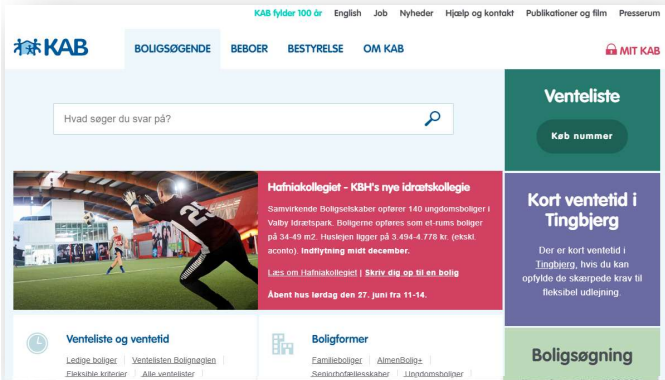 KAB fylder 100 år English Job Nyheder Hjælp og kontakt Publikationer og film Presserum
KAB BOLIGSØGENDE BEBOER BESTYRELSE OM KAB MIT KAB
Hvad søger du svar på?
Venteliste
Køb nummer
Hafniakollegiet - KBH's nye idrætskollegie
Samvirkende Boligselskaber opfører 140 ungdomsboliger i
Valby Idrætspark. Boligerne opføres som et-rums boliger
på 34-49 m2. Huslejen ligger på 3.494-4.778 kr. (ekskl.
aconto). Indflytning midt december.
Læs om Hafniakollegiet | Skriv dig op til en bolig
Åbent hus lørdag den 27. juni fra 11-14.
Kort ventetid i
Tingbjerg
Der er kort ventetid i
Tingbjerg, hvis du kan
opfylde de skærpede krav til
fleksibel udlejning.
Venteliste og ventetid
Ledige boliger Ventelisten Bolignøglen
Fleksible kriterier Alle ventelister
Boligformer
Familieboliger AlmenBolig+
Seniorbofællesskaber Ungdomsboliger
Boligsøgning